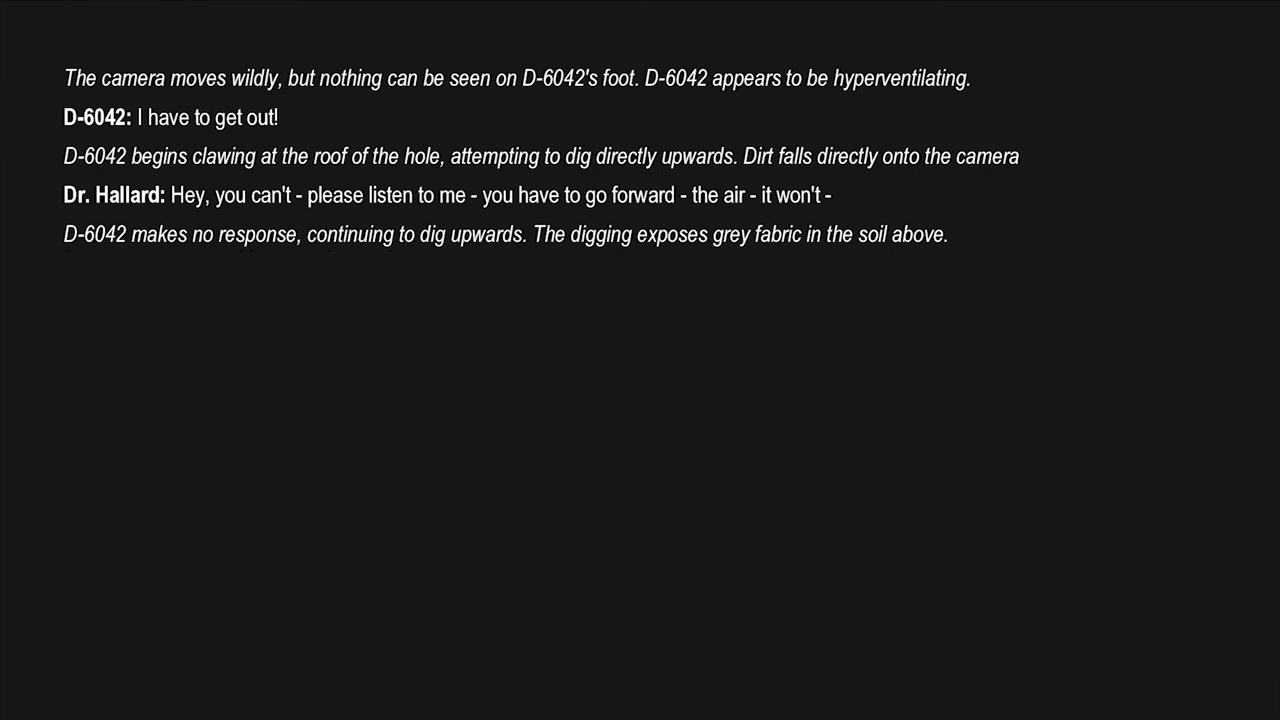 The camera moves wildly, but nothing can be seen on D-6042's foot. D-6042 appears to be hyperventilating.
D-6042: I have to get out!
D-6042 begins clawing at the roof of the hole, attempting to dig directly upwards. Dirt falls directly onto the camera
Dr. Hallard: Hey, you can't - please listen to me - you have to go forward - the air - it won't -
D-6042 makes no response, continuing to dig upwards. The digging exposes grey fabric in the soil above.